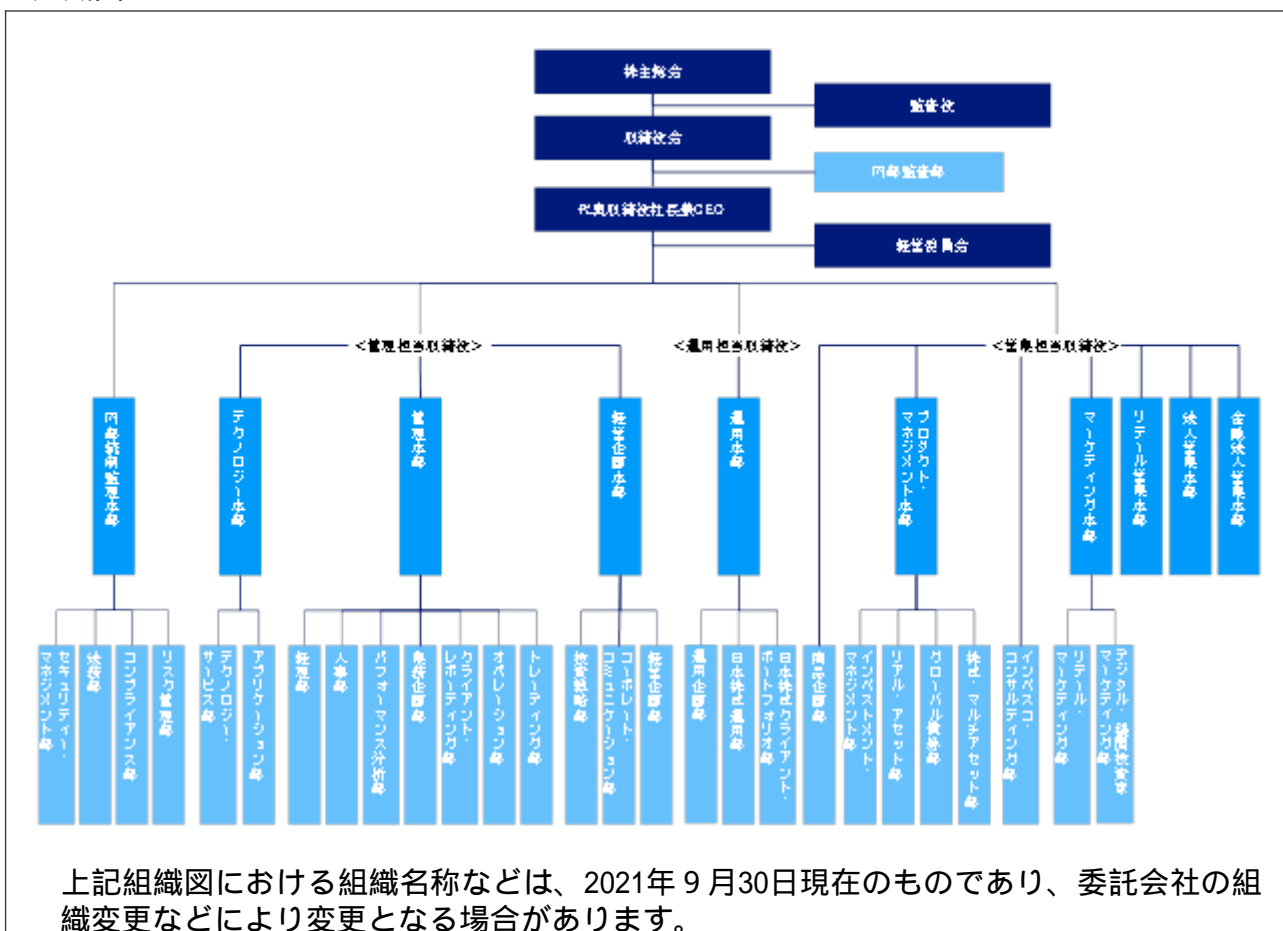 株主総会
監査役
取締役会
内部監査部
代表取締役社長兼CEO
経営委員会
<管理担当取締役>
<運用担当取締役>
<営業担当取締役>
内部統制監理本部
テクノロジー本部
管理本部
経営企画本部
運用本部
プロダクト・
マネジメント本部
マーケティング本部
リテール営業本部
法人営業本部
金融法人営業本部
セキュリティー・
マネジメント部
法務部
コンプライアンス部
リスク管理部
テクノロジー・
サービス部
アプリケーション部
経理部
人事部
パフォーマンス分析部
業務企画部
クライアント・
レポーティング部
オペレーション部
トレーディング部
投資戦略部
コーポレート・
コミュニケーション部
経営企画部
運用企画部
日本株式運用部
日本株式クライアント・
ポートフォリオ部
商品企画部
インベストメント・
マネジメント部
リアル・アセット部
グローバル債券部
株式・マルチアセット部
インベスコ・
コンサルティング部
リテール・
マーケティング部
デジタル・機関投資家
マーケティング部
上記組織図における組織名称などは、2021年9月30日現在のものであり、委託会社の組
織変更などにより変更となる場合があります。